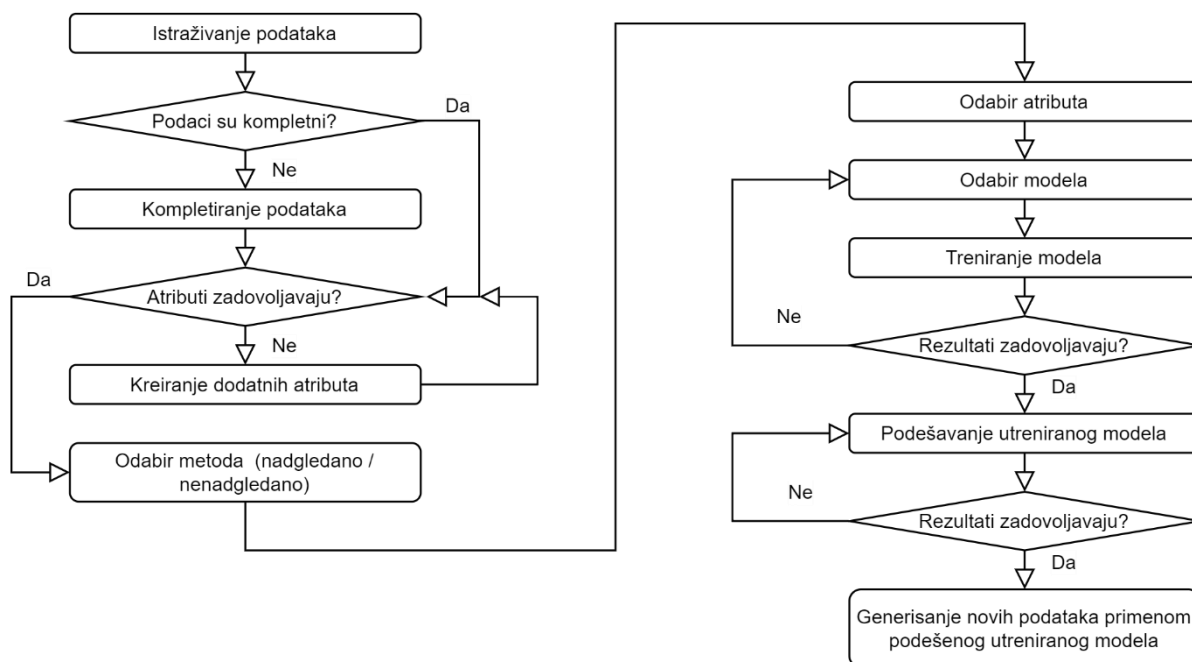 Istraživanje podataka
Da
Podaci su kompletni?
Ne
Kompletiranje podataka
Da
Atributi zadovoljavaju?
Ne
Kreiranje dodatnih atributa
Odabir metoda (nadgledano /
nenadgledano)
Odabir atributa
Odabir modela
Treniranje modela
Ne
Rezultati zadovoljavaju?
Da
Podešavanje utreniranog modela
Ne
Rezultati zadovoljavaju?
Da
Generisanje novih podataka primenom
podešenog utreniranog modela